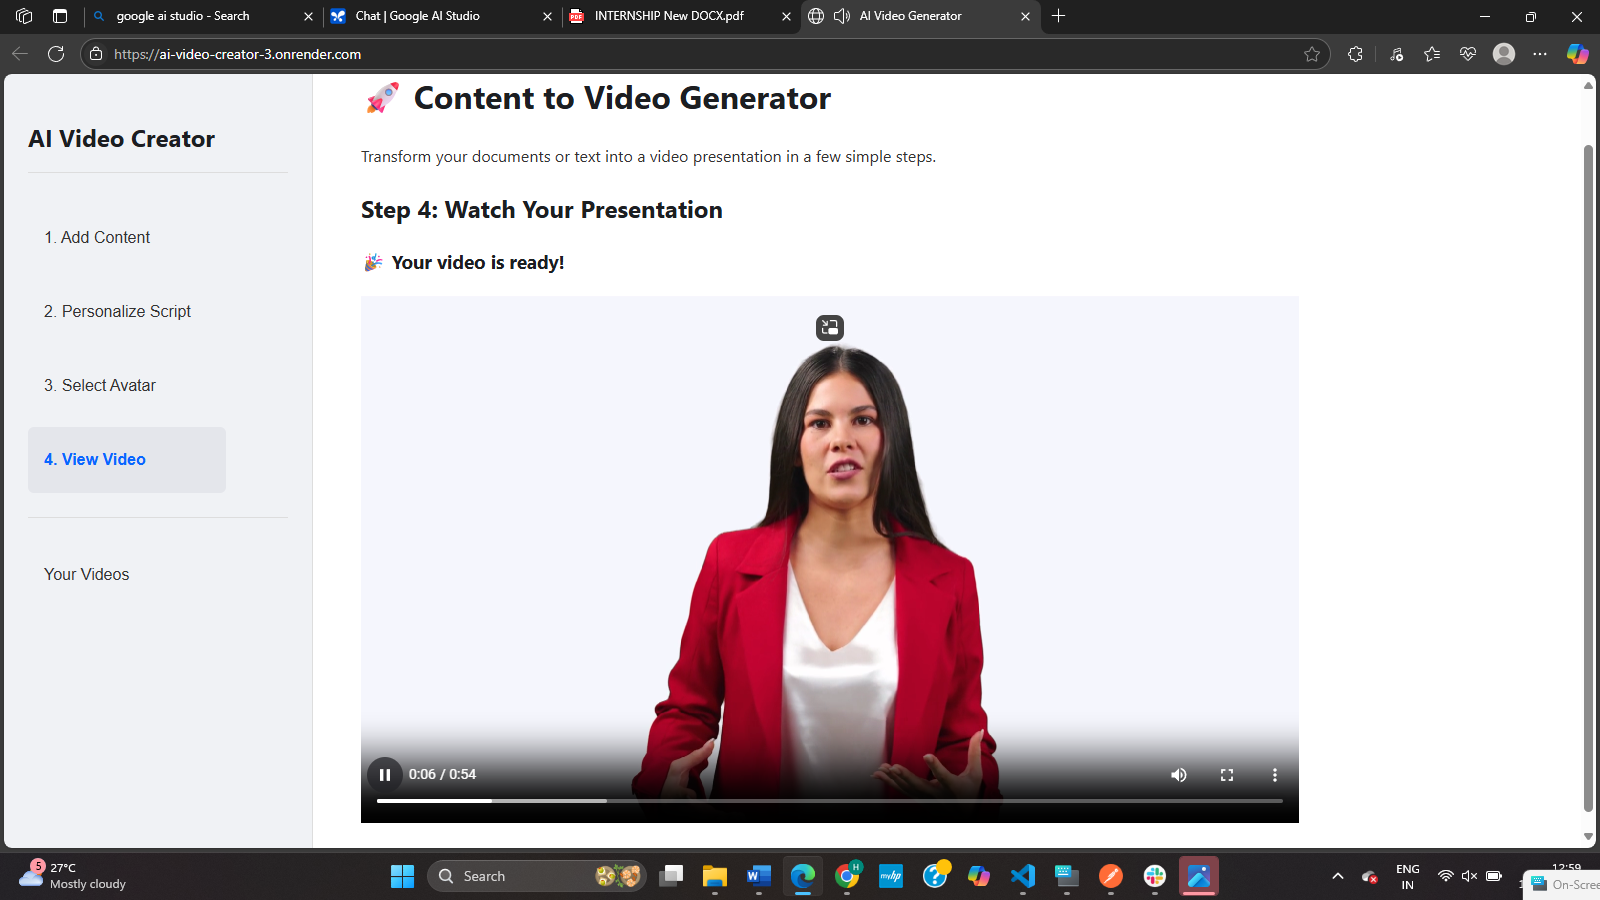 google ai studio - Search
Chat | Google AI Studio
INTERNSHIP New DOCX.pdf
AI Video Generator
https://ai-video-creator-3.onrender.com
AI Video Creator
1. Add Content
2. Personalize Script
3. Select Avatar
4. View Video
Your Videos
🚀 Content to Video Generator
Transform your documents or text into a video presentation in a few simple steps.
Step 4: Watch Your Presentation
🎉 Your video is ready!
0:06 / 0:54
5
27°C
Mostly cloudy
Search
H
myhp
ENG
IN
12:59
On-Scree